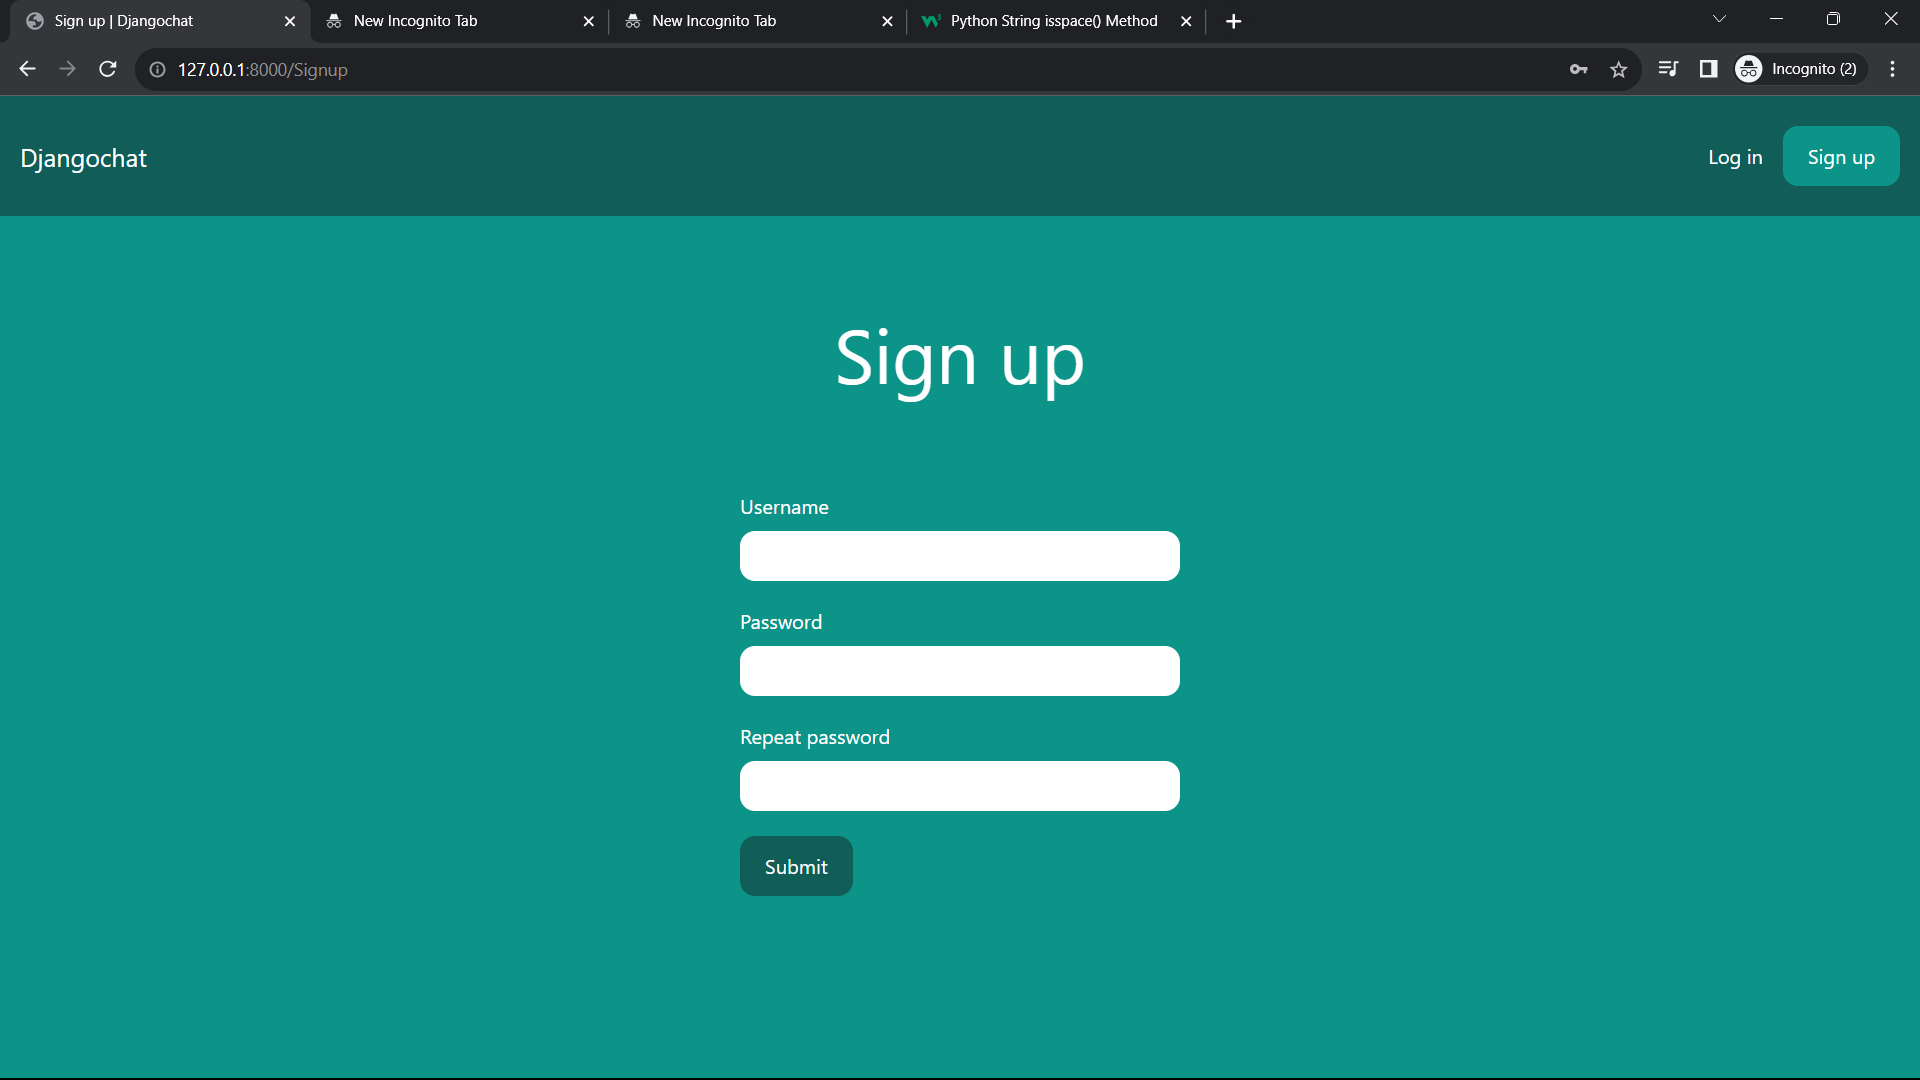 Sign up | Djangochat
New Incognito Tab
New Incognito Tab
Python String isspace() Method
127.0.0.1:8000/Signup
Incognito (2)
Djangochat
Log in
Sign up
Sign up
Username
Password
Repeat password
Submit